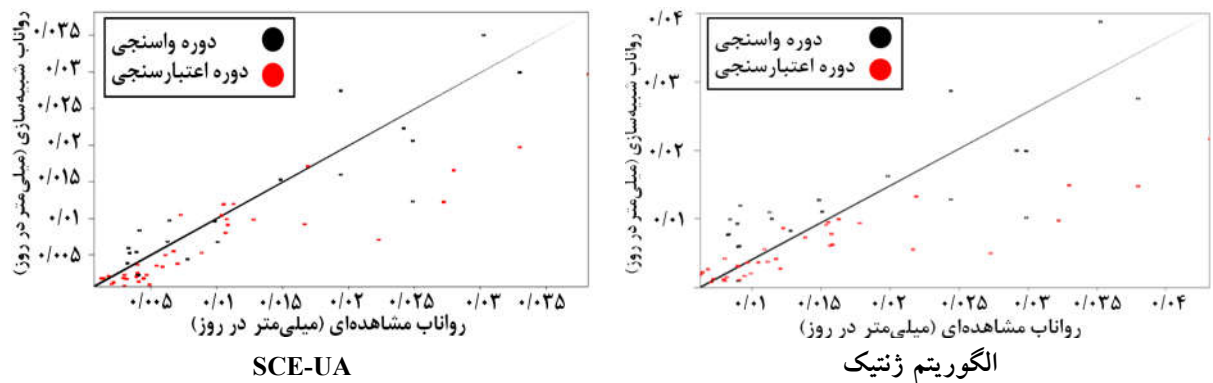 رواناب شبیه‌سازی (میلی‌متر در روز)
۰/۰۳۵
۰/۰۳
۰/۰۲۵
۰/۰۲
۰/۰۱۵
۰/۰۱
۰/۰۰۵
دوره واسنجی
دوره اعتبارسنجی
۰/۰۰۵ ۰/۰۱ ۰/۰۱۵ ۰/۰۲ ۰/۰۲۵ ۰/۰۳ ۰/۰۳۵
رواناب مشاهده‌ای (میلی‌متر در روز)
SCE-UA
رواناب شبیه‌سازی (میلی‌متر در روز)
۰/۰۴
۰/۰۳
۰/۰۲
۰/۰۱
دوره واسنجی
دوره اعتبارسنجی
۰/۰۱ ۰/۰۱۵ ۰/۰۲ ۰/۰۲۵ ۰/۰۳ ۰/۰۳۵ ۰/۰۴
رواناب مشاهده‌ای (میلی‌متر در روز)
الگوریتم ژنتیک